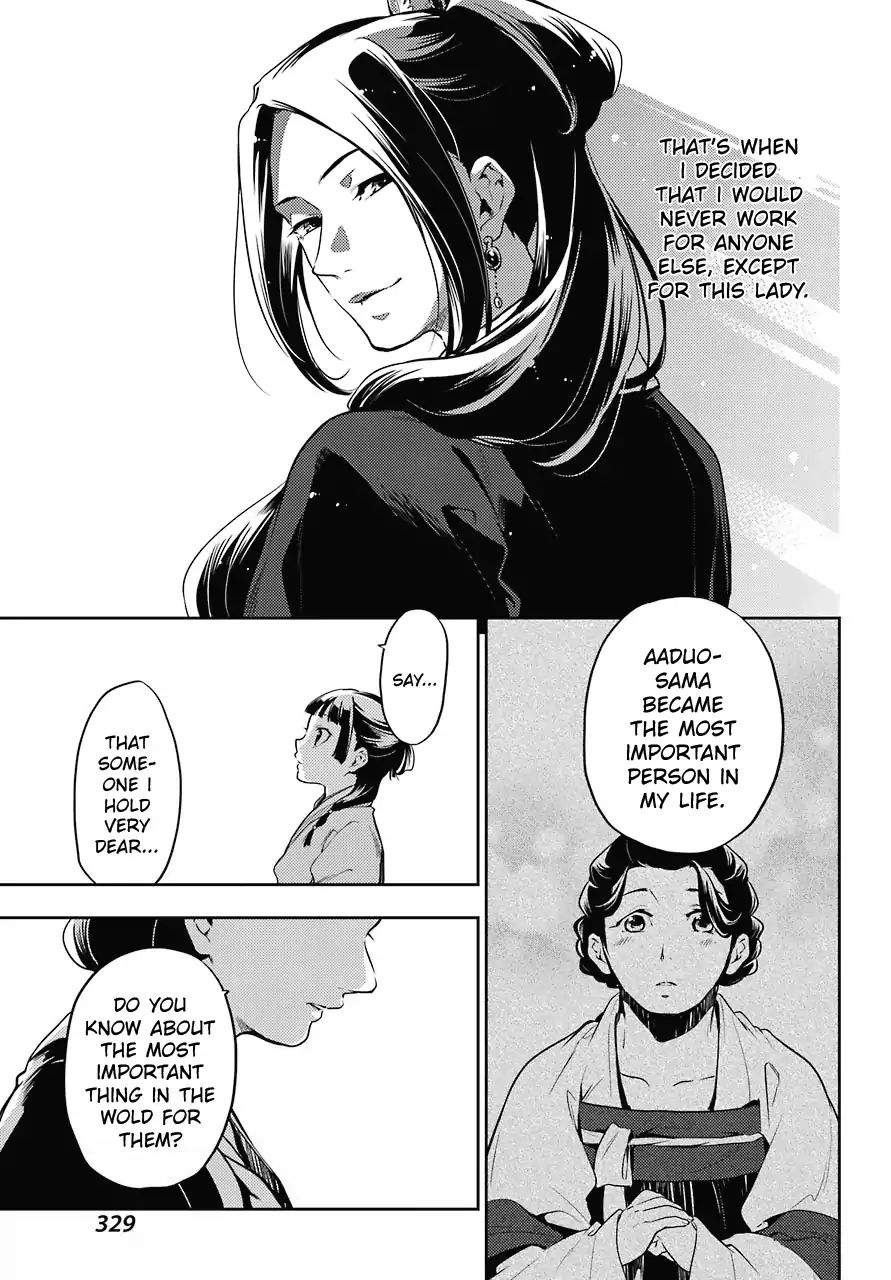 THAT'S WHEN
I DECIDED
THAT I WOULD
NEVER WORK
FOR ANYONE
ELSE, EXCEPT
FOR THIS LADY.
AADUO-
SAMA
BECAME
THE MOST
IMPORTANT
PERSON IN
MY LIFE.
SAY...
THAT
SOME-
ONE I
HOLD
VERY
DEAR...
DO YOU
KNOW ABOUT
THE MOST
IMPORTANT
THING IN THE
WOLD FOR
THEM?
329